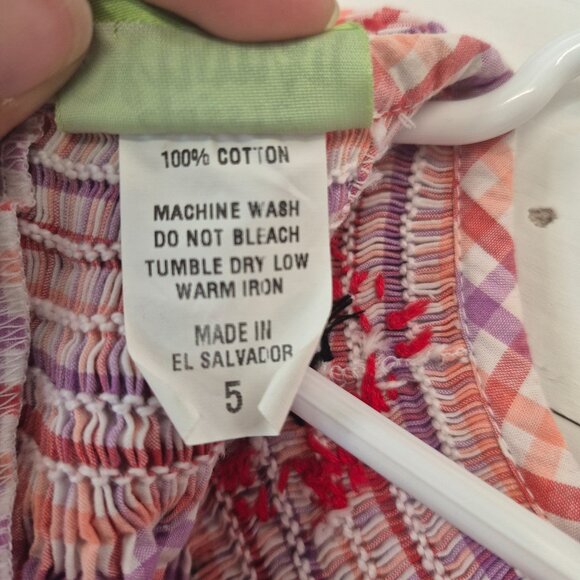 100% COTTON
MACHINE WASH
DO NOT BLEACH
TUMBLE DRY LOW
WARM IRON
MADE IN
EL SALVADOR
5